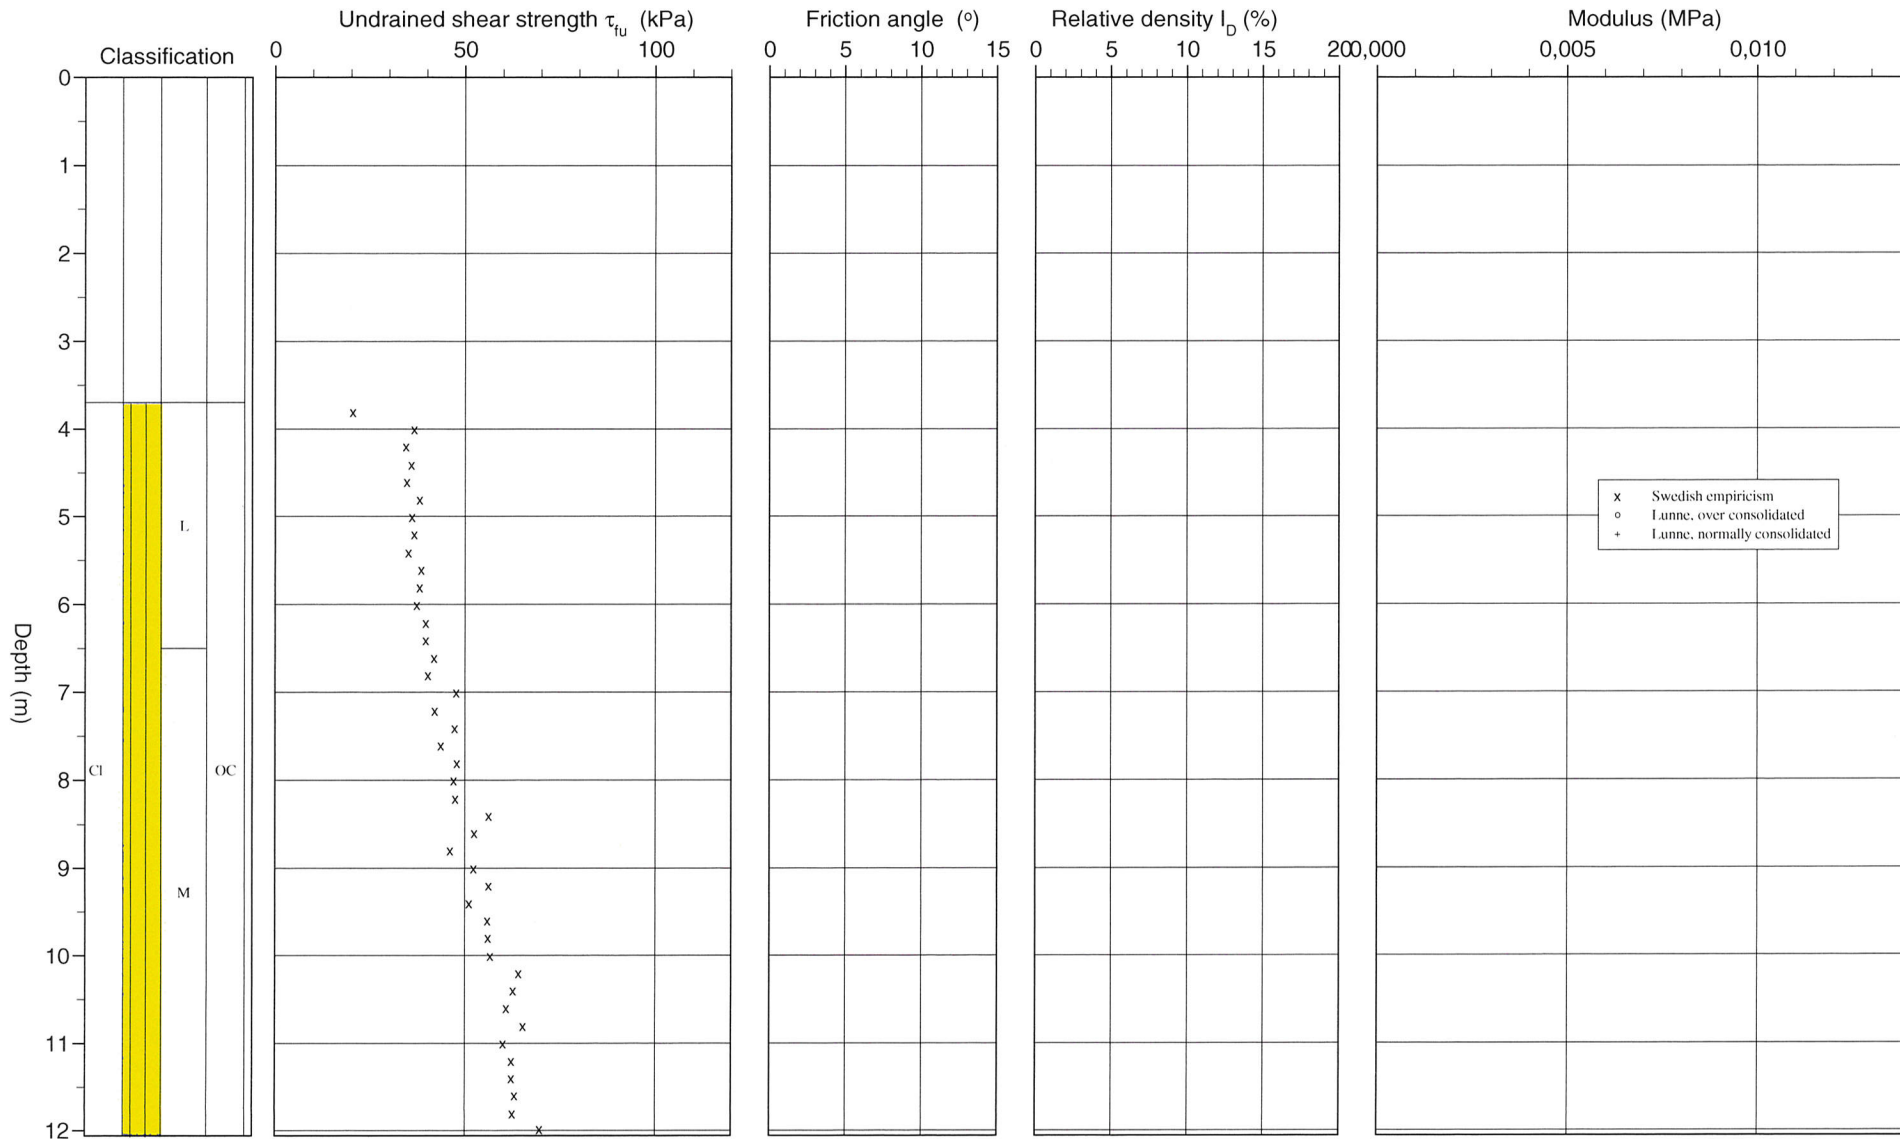 Undrained shear strength τfu (kPa)
Friction angle (o)
Relative density ID (%)
Modulus (MPa)
Classification
0 50 100
0 5 10 15
0 5 10 15 20
0,000 0,005 0,010
0
1
2
3
4
5
6
7
8
9
10
11
12
Depth (m)
L
Cl
OC
M
x Swedish empiricism
o Lunne, over consolidated
+ Lunne, normally consolidated